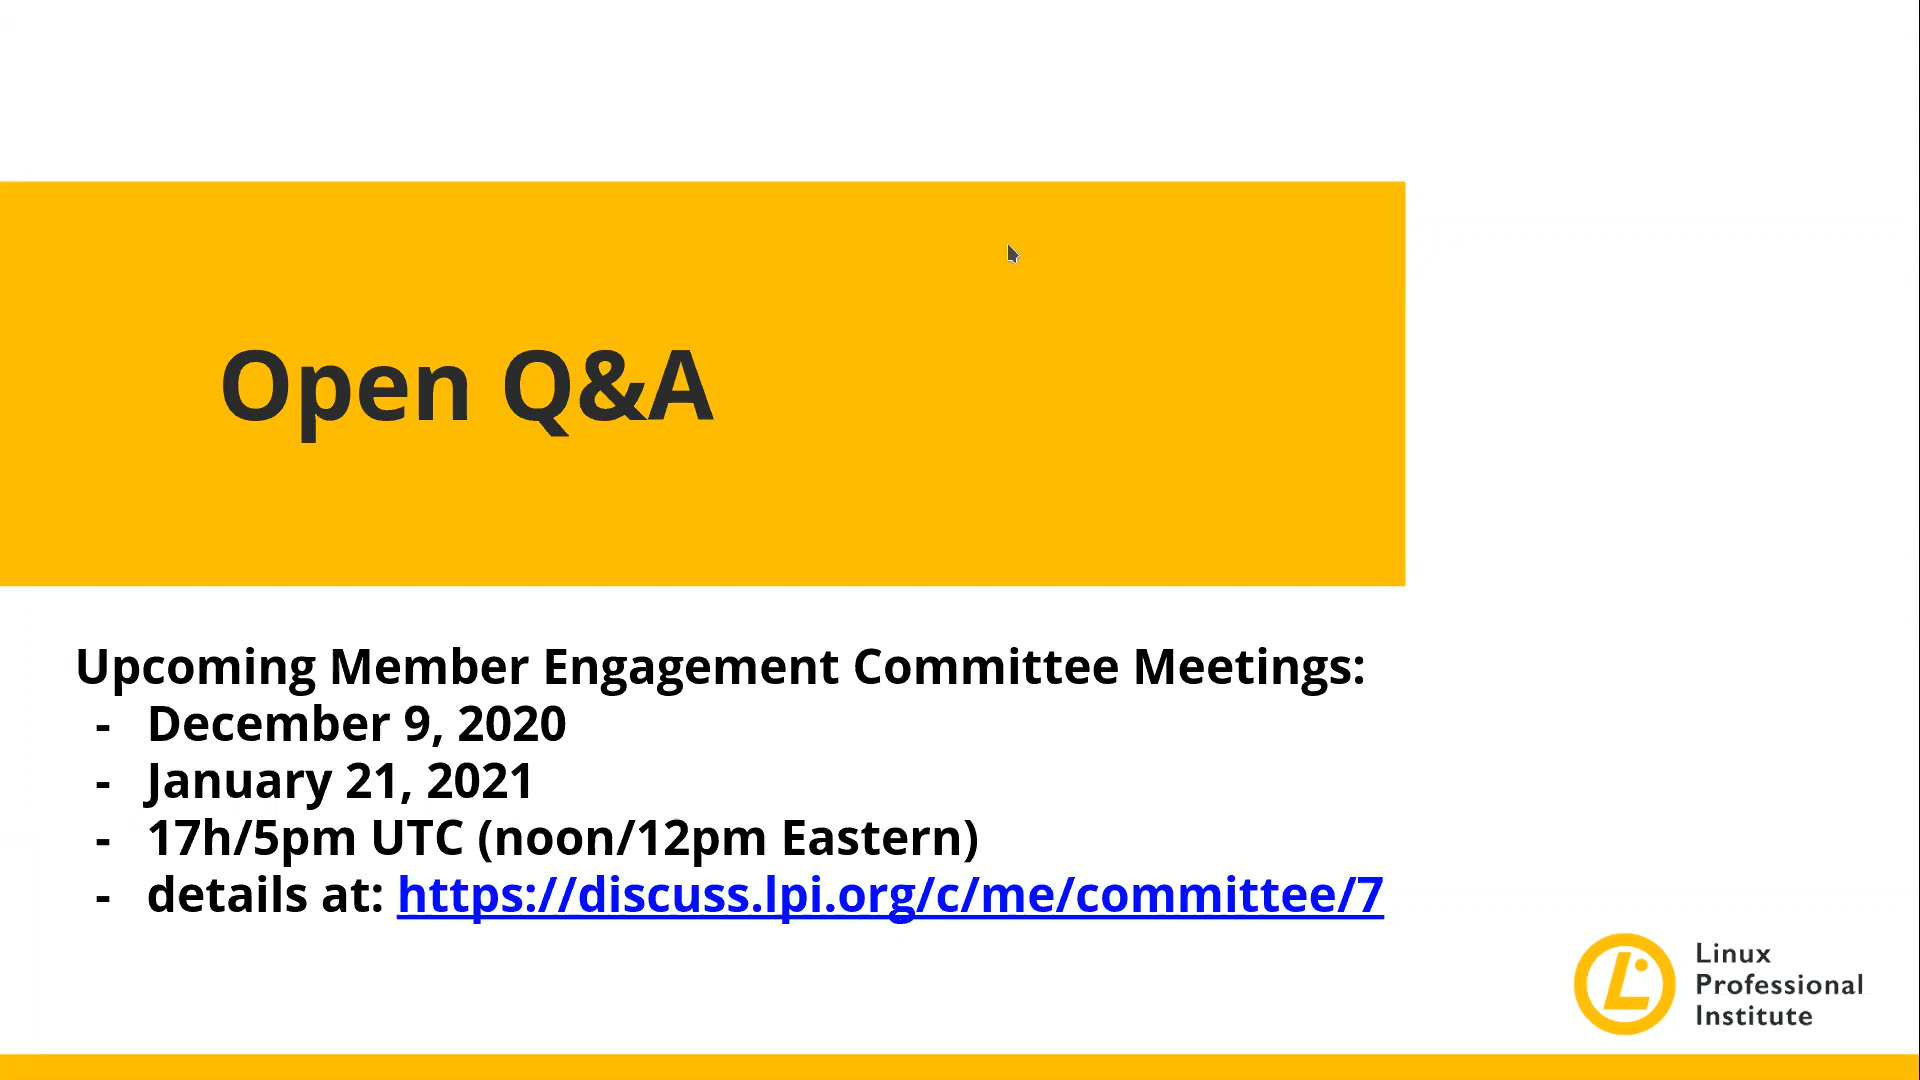 Open Q&A
Upcoming Member Engagement Committee Meetings:
- December 9, 2020
- January 21, 2021
- 17h/5pm UTC (noon/12pm Eastern)
- details at: https://discuss.lpi.org/c/me/committee/7
Linux
Professional
Institute